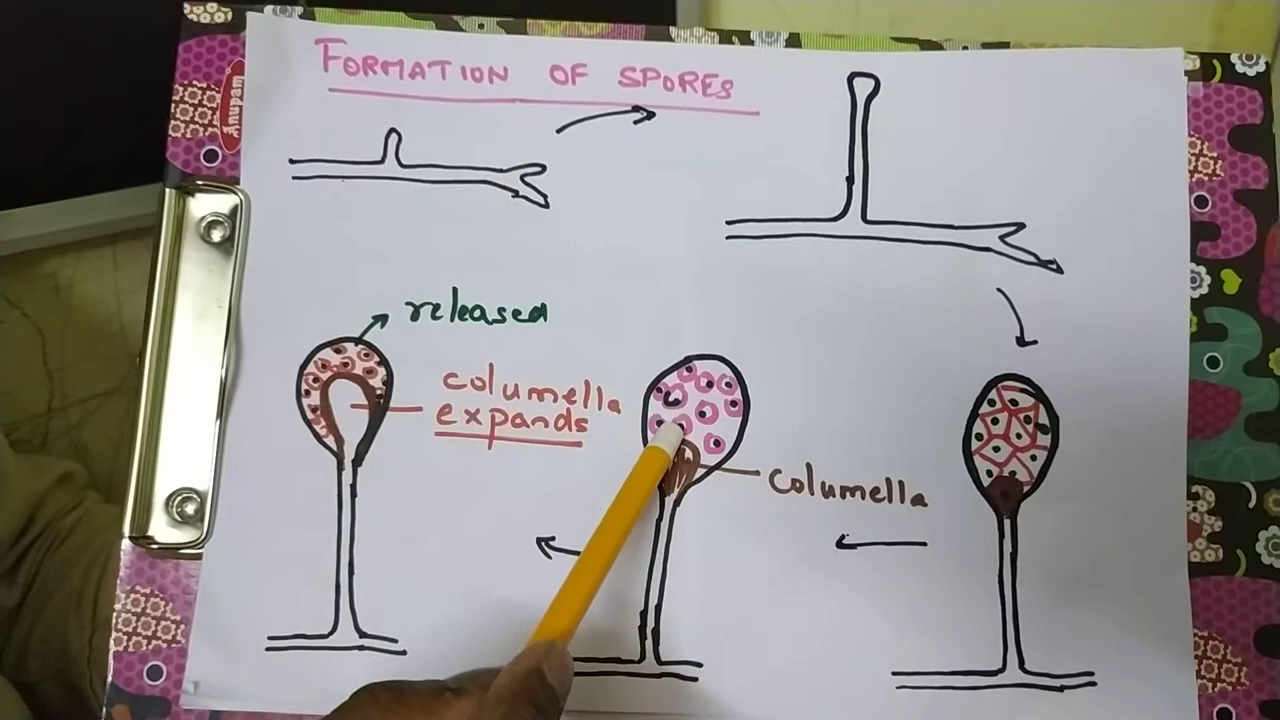 FORMATION OF SPORES
Anupam
released
columella
expands
columella